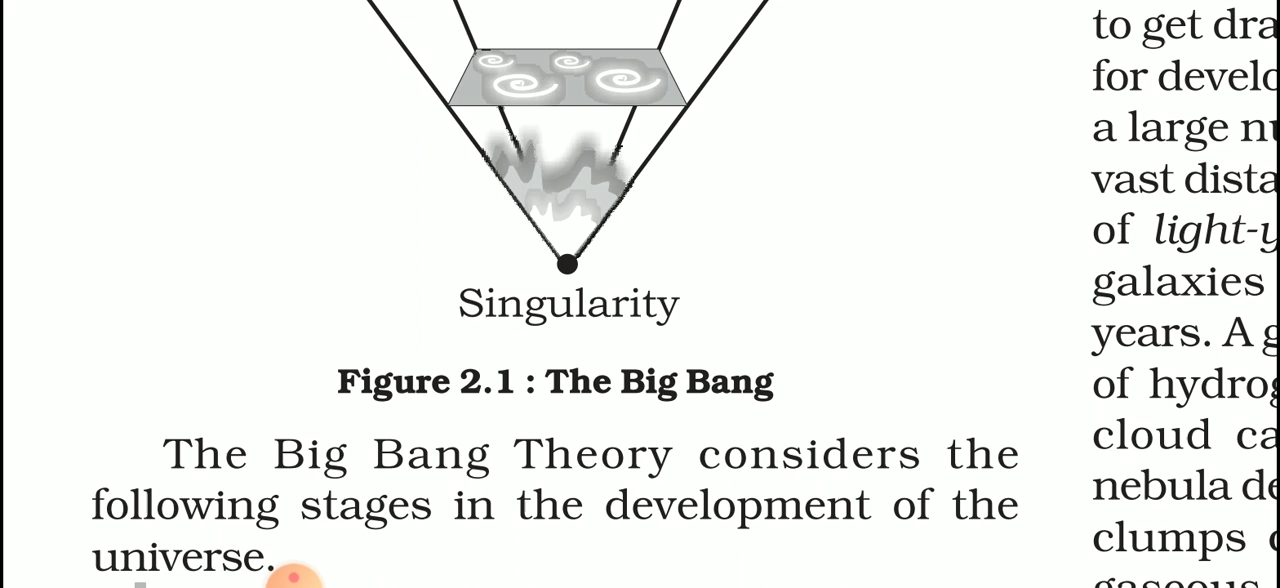 Singularity
Figure 2.1 : The Big Bang
The Big Bang Theory considers the
following stages in the development of the
universe.
to get
for
a large
vast
of
galaxies
years. A
of
cloud
nebula
clumps
gaseous